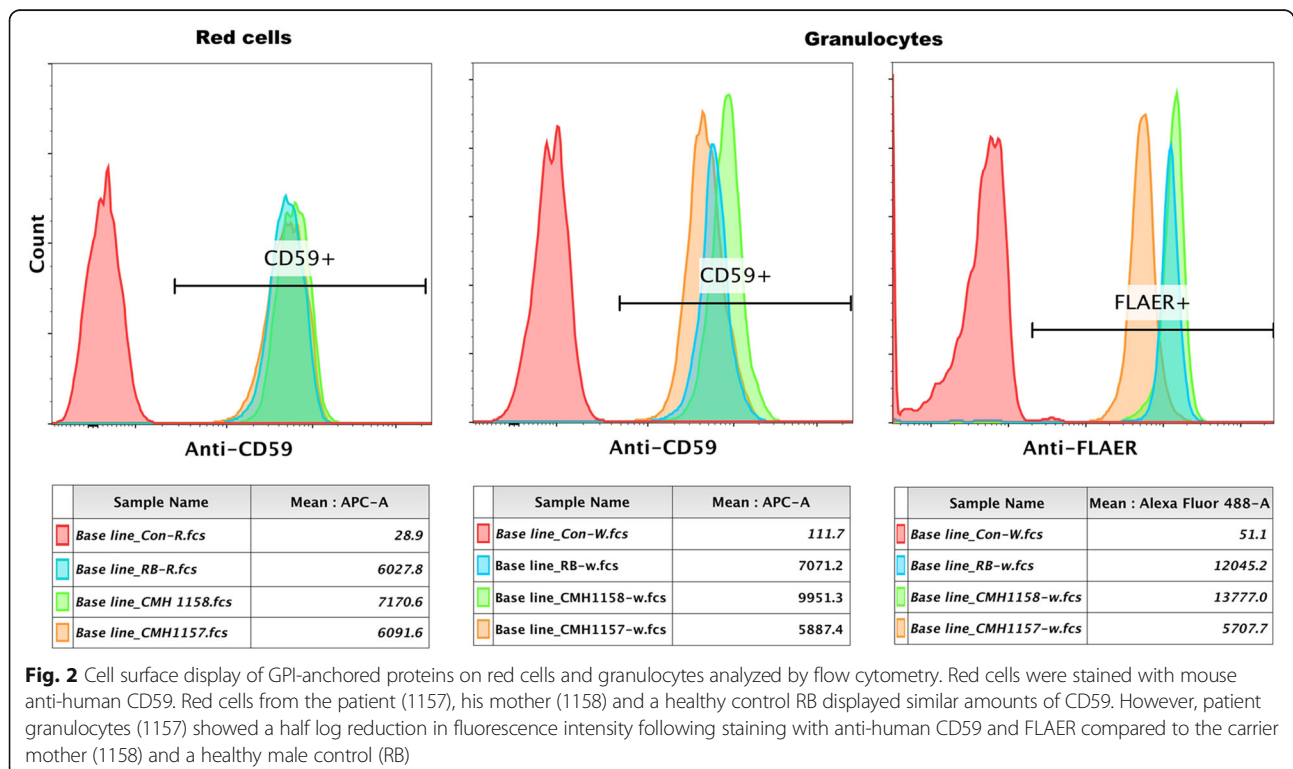 Red cells
Granulocytes
Count
CD59+
CD59+
FLAER+
Anti-CD59
Anti-CD59
Anti-FLAER
Sample Name Mean : APC-A
Base line_Con-R.fcs 28.9
Base line_RB-R.fcs 6027.8
Base line_CMH 1158.fcs 7170.6
Base line_CMH1157.fcs 6091.6
Sample Name Mean : APC-A
Base line_Con-W.fcs 111.7
Base line_RB-w.fcs 7071.2
Base line_CMH1158-w.fcs 9951.3
Base line_CMH1157-w.fcs 5887.4
Sample Name Mean : Alexa Fluor 488-A
Base line_Con-W.fcs 51.1
Base line_RB-w.fcs 12045.2
Base line_CMH1158-w.fcs 13777.0
Base line_CMH1157-w.fcs 5707.7
Fig. 2 Cell surface display of GPI-anchored proteins on red cells and granulocytes analyzed by flow cytometry. Red cells were stained with mouse
anti-human CD59. Red cells from the patient (1157), his mother (1158) and a healthy control RB displayed similar amounts of CD59. However, patient
granulocytes (1157) showed a half log reduction in fluorescence intensity following staining with anti-human CD59 and FLAER compared to the carrier
mother (1158) and a healthy male control (RB)